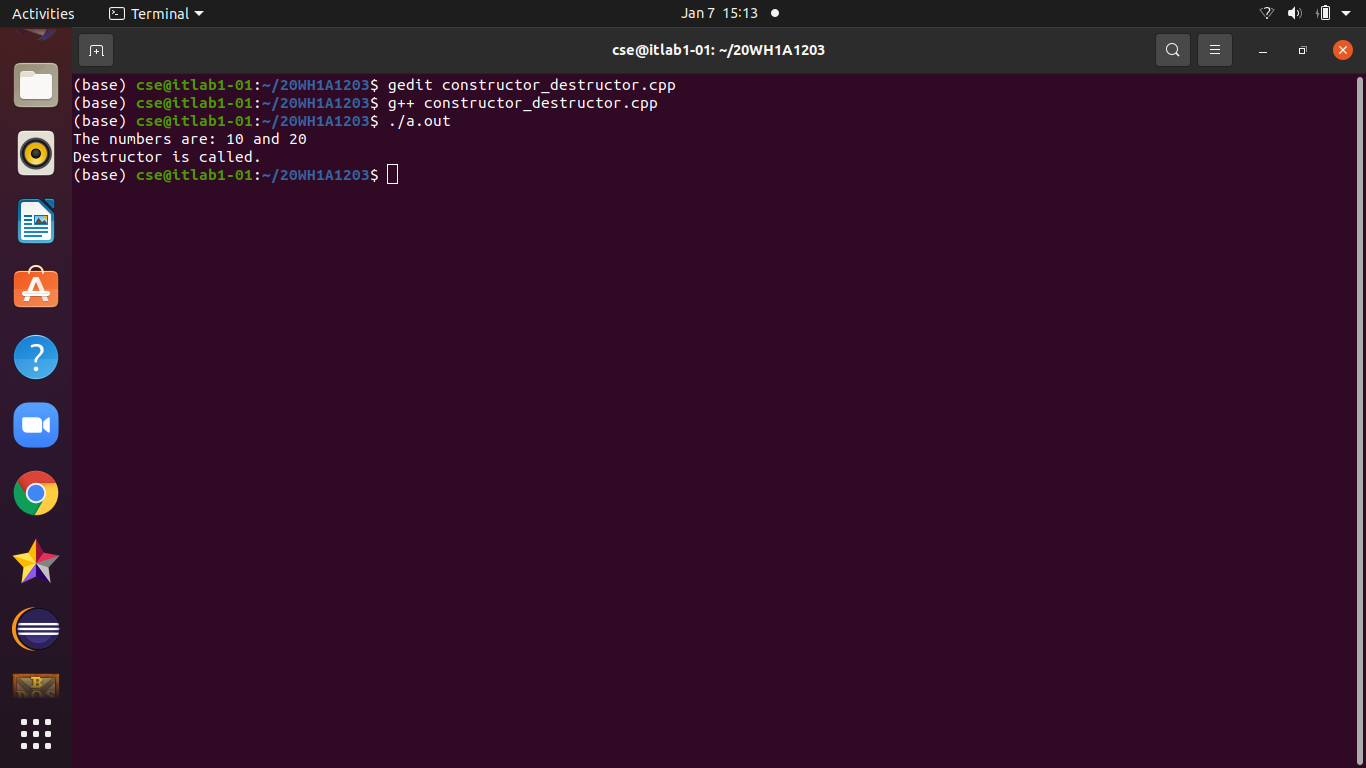 Activities Terminal Jan 7 15:13
cse@itlab1-01: ~/20WH1A1203
(base) cse@itlab1-01:~/20WH1A1203$ gedit constructor_destructor.cpp
(base) cse@itlab1-01:~/20WH1A1203$ g++ constructor_destructor.cpp
(base) cse@itlab1-01:~/20WH1A1203$ ./a.out
The numbers are: 10 and 20
Destructor is called.
(base) cse@itlab1-01:~/20WH1A1203$